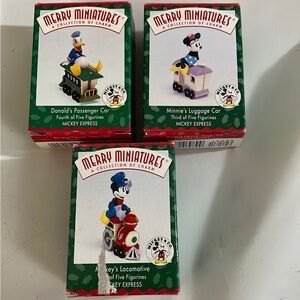 MERRY MINIATURES
A COLLECTION OF CHARM
Donald's Passenger Car
Fourth of Five Figurines
MICKEY EXPRESS
MERRY MINIATURES
A COLLECTION OF CHARM
Minnie's Luggage Car
Third of Five Figurines
MICKEY EXPRESS
MERRY MINIATURES
A COLLECTION OF CHARM
MICKEY & CO.
Mickey's Locomotive
of Five Figurines
MICKEY EXPRESS